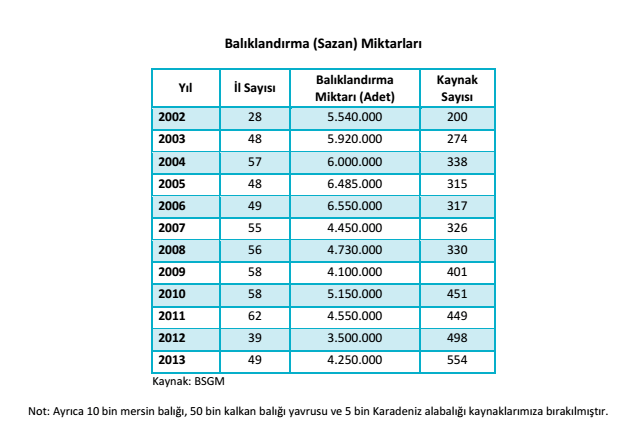 Balıklandırma (Sazan) Miktarları
Yıl İl Sayısı Balıklandırma Miktarı (Adet) Kaynak Sayısı
2002 28 5.540.000 200
2003 48 5.920.000 274
2004 57 6.000.000 338
2005 48 6.485.000 315
2006 49 6.550.000 317
2007 55 4.450.000 326
2008 56 4.730.000 330
2009 58 4.100.000 401
2010 58 5.150.000 451
2011 62 4.550.000 449
2012 39 3.500.000 498
2013 49 4.250.000 554
Kaynak: BSGM
Not: Ayrıca 10 bin mersin balığı, 50 bin kalkan balığı yavrusu ve 5 bin Karadeniz alabalığı kaynaklarımıza bırakılmıştır.